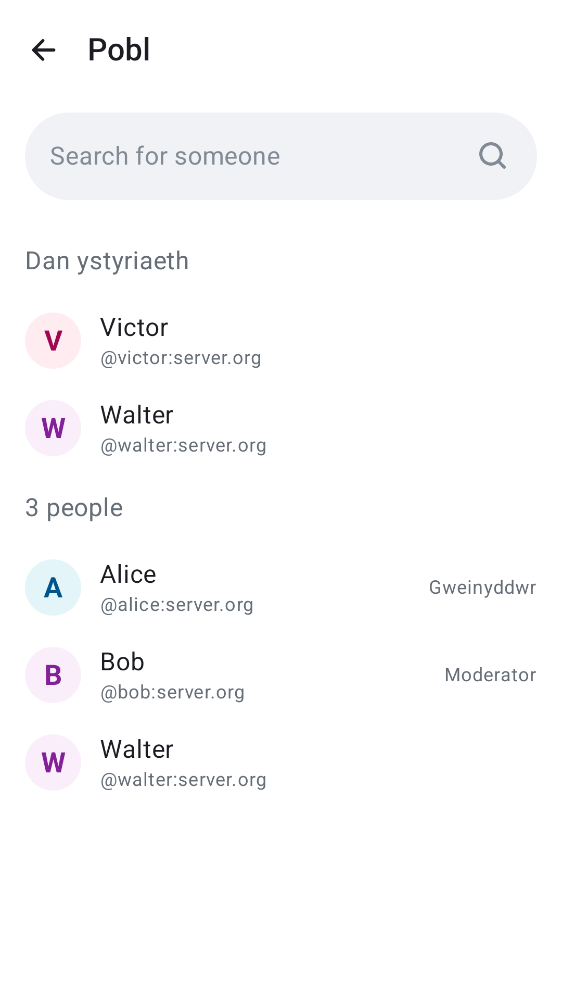 Pobl
Search for someone
Dan ystyriaeth
V
Victor
@victor:server.org
W
Walter
@walter:server.org
3 people
A
Alice
@alice:server.org
Gweinyddwr
B
Bob
@bob:server.org
Moderator
W
Walter
@walter:server.org